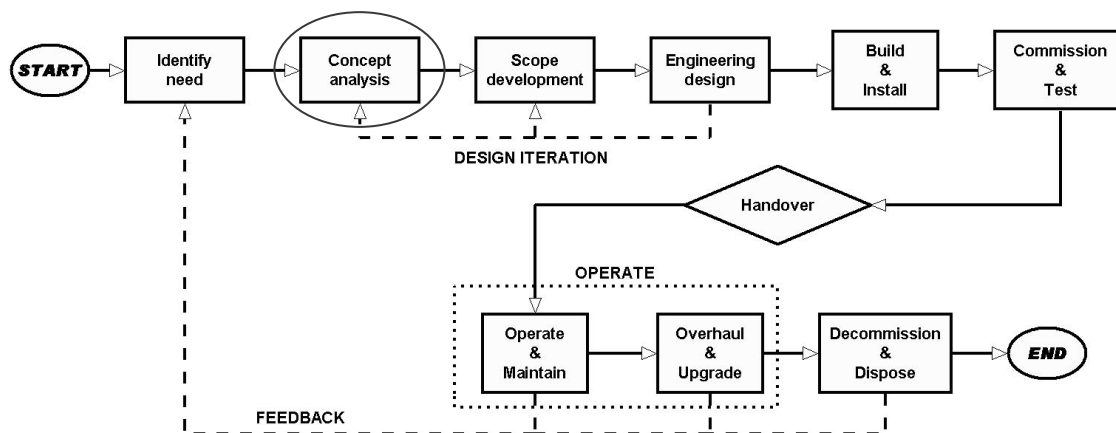 START
Identify
need
Concept
analysis
Scope
development
Engineering
design
Build
&
Install
Commission
& Test
DESIGN ITERATION
Handover
OPERATE
Operate
&
Maintain
Overhaul
&
Upgrade
Decommission
&
Dispose
END
FEEDBACK